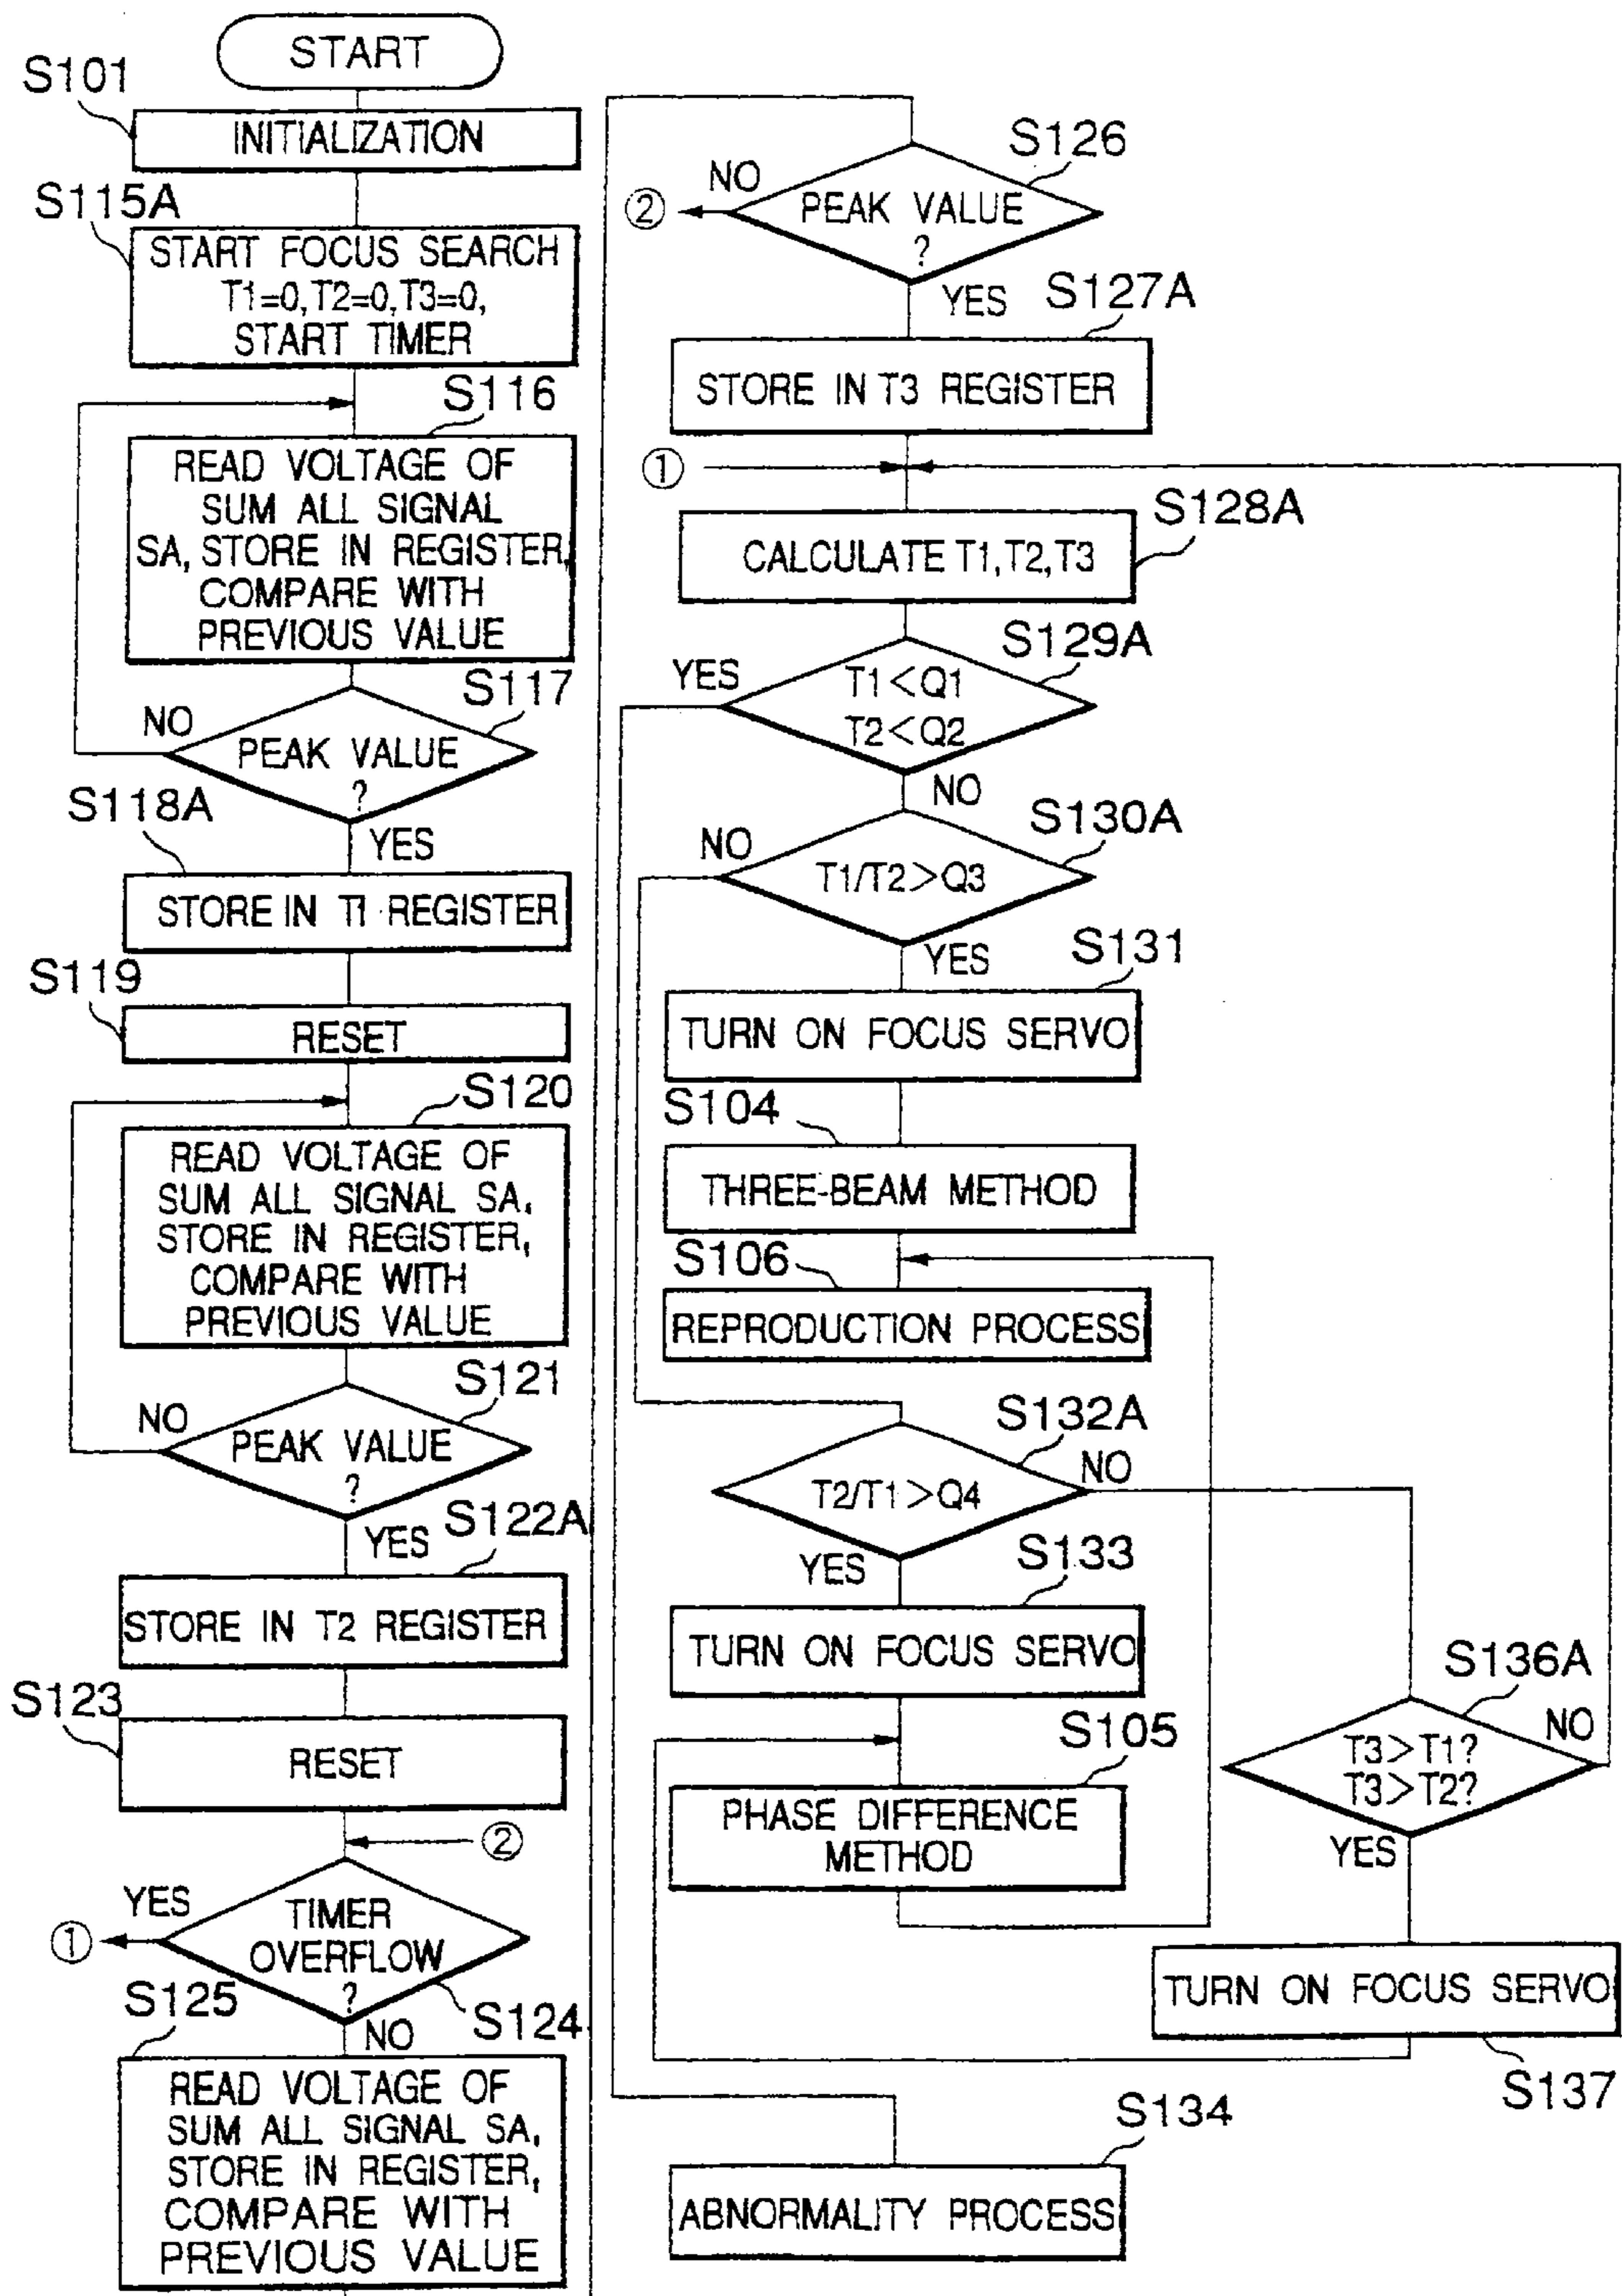 START
S101
INITIALIZATION
S115A
START FOCUS SEARCH
T1=0,T2=0,T3=0,
START TIMER
S116
READ VOLTAGE OF
SUM ALL SIGNAL
SA, STORE IN REGISTER,
COMPARE WITH
PREVIOUS VALUE
S117
NO
PEAK VALUE
?
S118A
YES
STORE IN T1 REGISTER
S119
RESET
S120
READ VOLTAGE OF
SUM ALL SIGNAL SA,
STORE IN REGISTER,
COMPARE WITH
PREVIOUS VALUE
S121
NO
PEAK VALUE
?
YES
S122A
STORE IN T2 REGISTER
S123
RESET
②
YES
TIMER
OVERFLOW
?
①
S124
S125
NO
READ VOLTAGE OF
SUM ALL SIGNAL SA,
STORE IN REGISTER,
COMPARE WITH
PREVIOUS VALUE
S126
NO
②
PEAK VALUE
?
YES
S127A
STORE IN T3 REGISTER
①
S128A
CALCULATE T1,T2,T3
S129A
YES
T1<Q1
T2<Q2
NO
S130A
NO
T1/T2>Q3
YES
S131
TURN ON FOCUS SERVO
S104
THREE-BEAM METHOD
S106
REPRODUCTION PROCESS
S132A
NO
T2/T1>Q4
YES
S133
TURN ON FOCUS SERVO
S105
PHASE DIFFERENCE
METHOD
S136A
NO
T3>T1?
T3>T2?
YES
TURN ON FOCUS SERVO
S137
S134
ABNORMALITY PROCESS